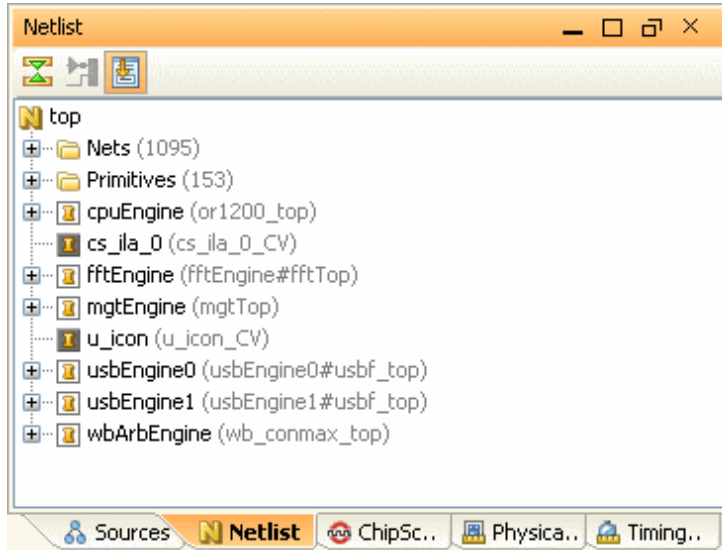 Netlist
top
Nets (1095)
Primitives (153)
cpuEngine (or1200_top)
cs_ila_0 (cs_ila_0_CV)
fftEngine (fftEngine#fftTop)
mgtEngine (mgtTop)
u_icon (u_icon_CV)
usbEngine0 (usbEngine0#usbf_top)
usbEngine1 (usbEngine1#usbf_top)
wbArbEngine (wb_conmax_top)
Sources Netlist ChipSc.. Physica.. Timing..